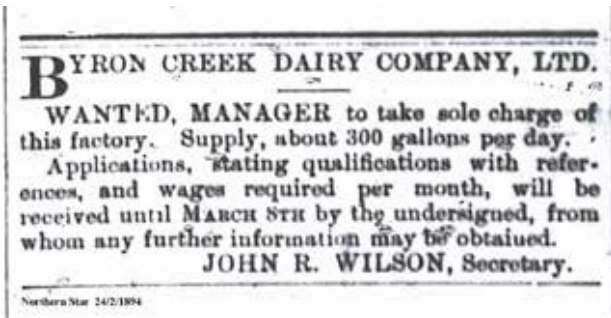 BYRON CREEK DAIRY COMPANY, LTD.
WANTED, MANAGER to take sole charge of
this factory. Supply, about 300 gallons per day.
Applications, stating qualifications with refer-
ences, and wages required per month, will be
received until MARCH 8TH by the undersigned, from
whom any further information may be obtained.
JOHN R. WILSON, Secretary.
Northern Star 24/2/1894